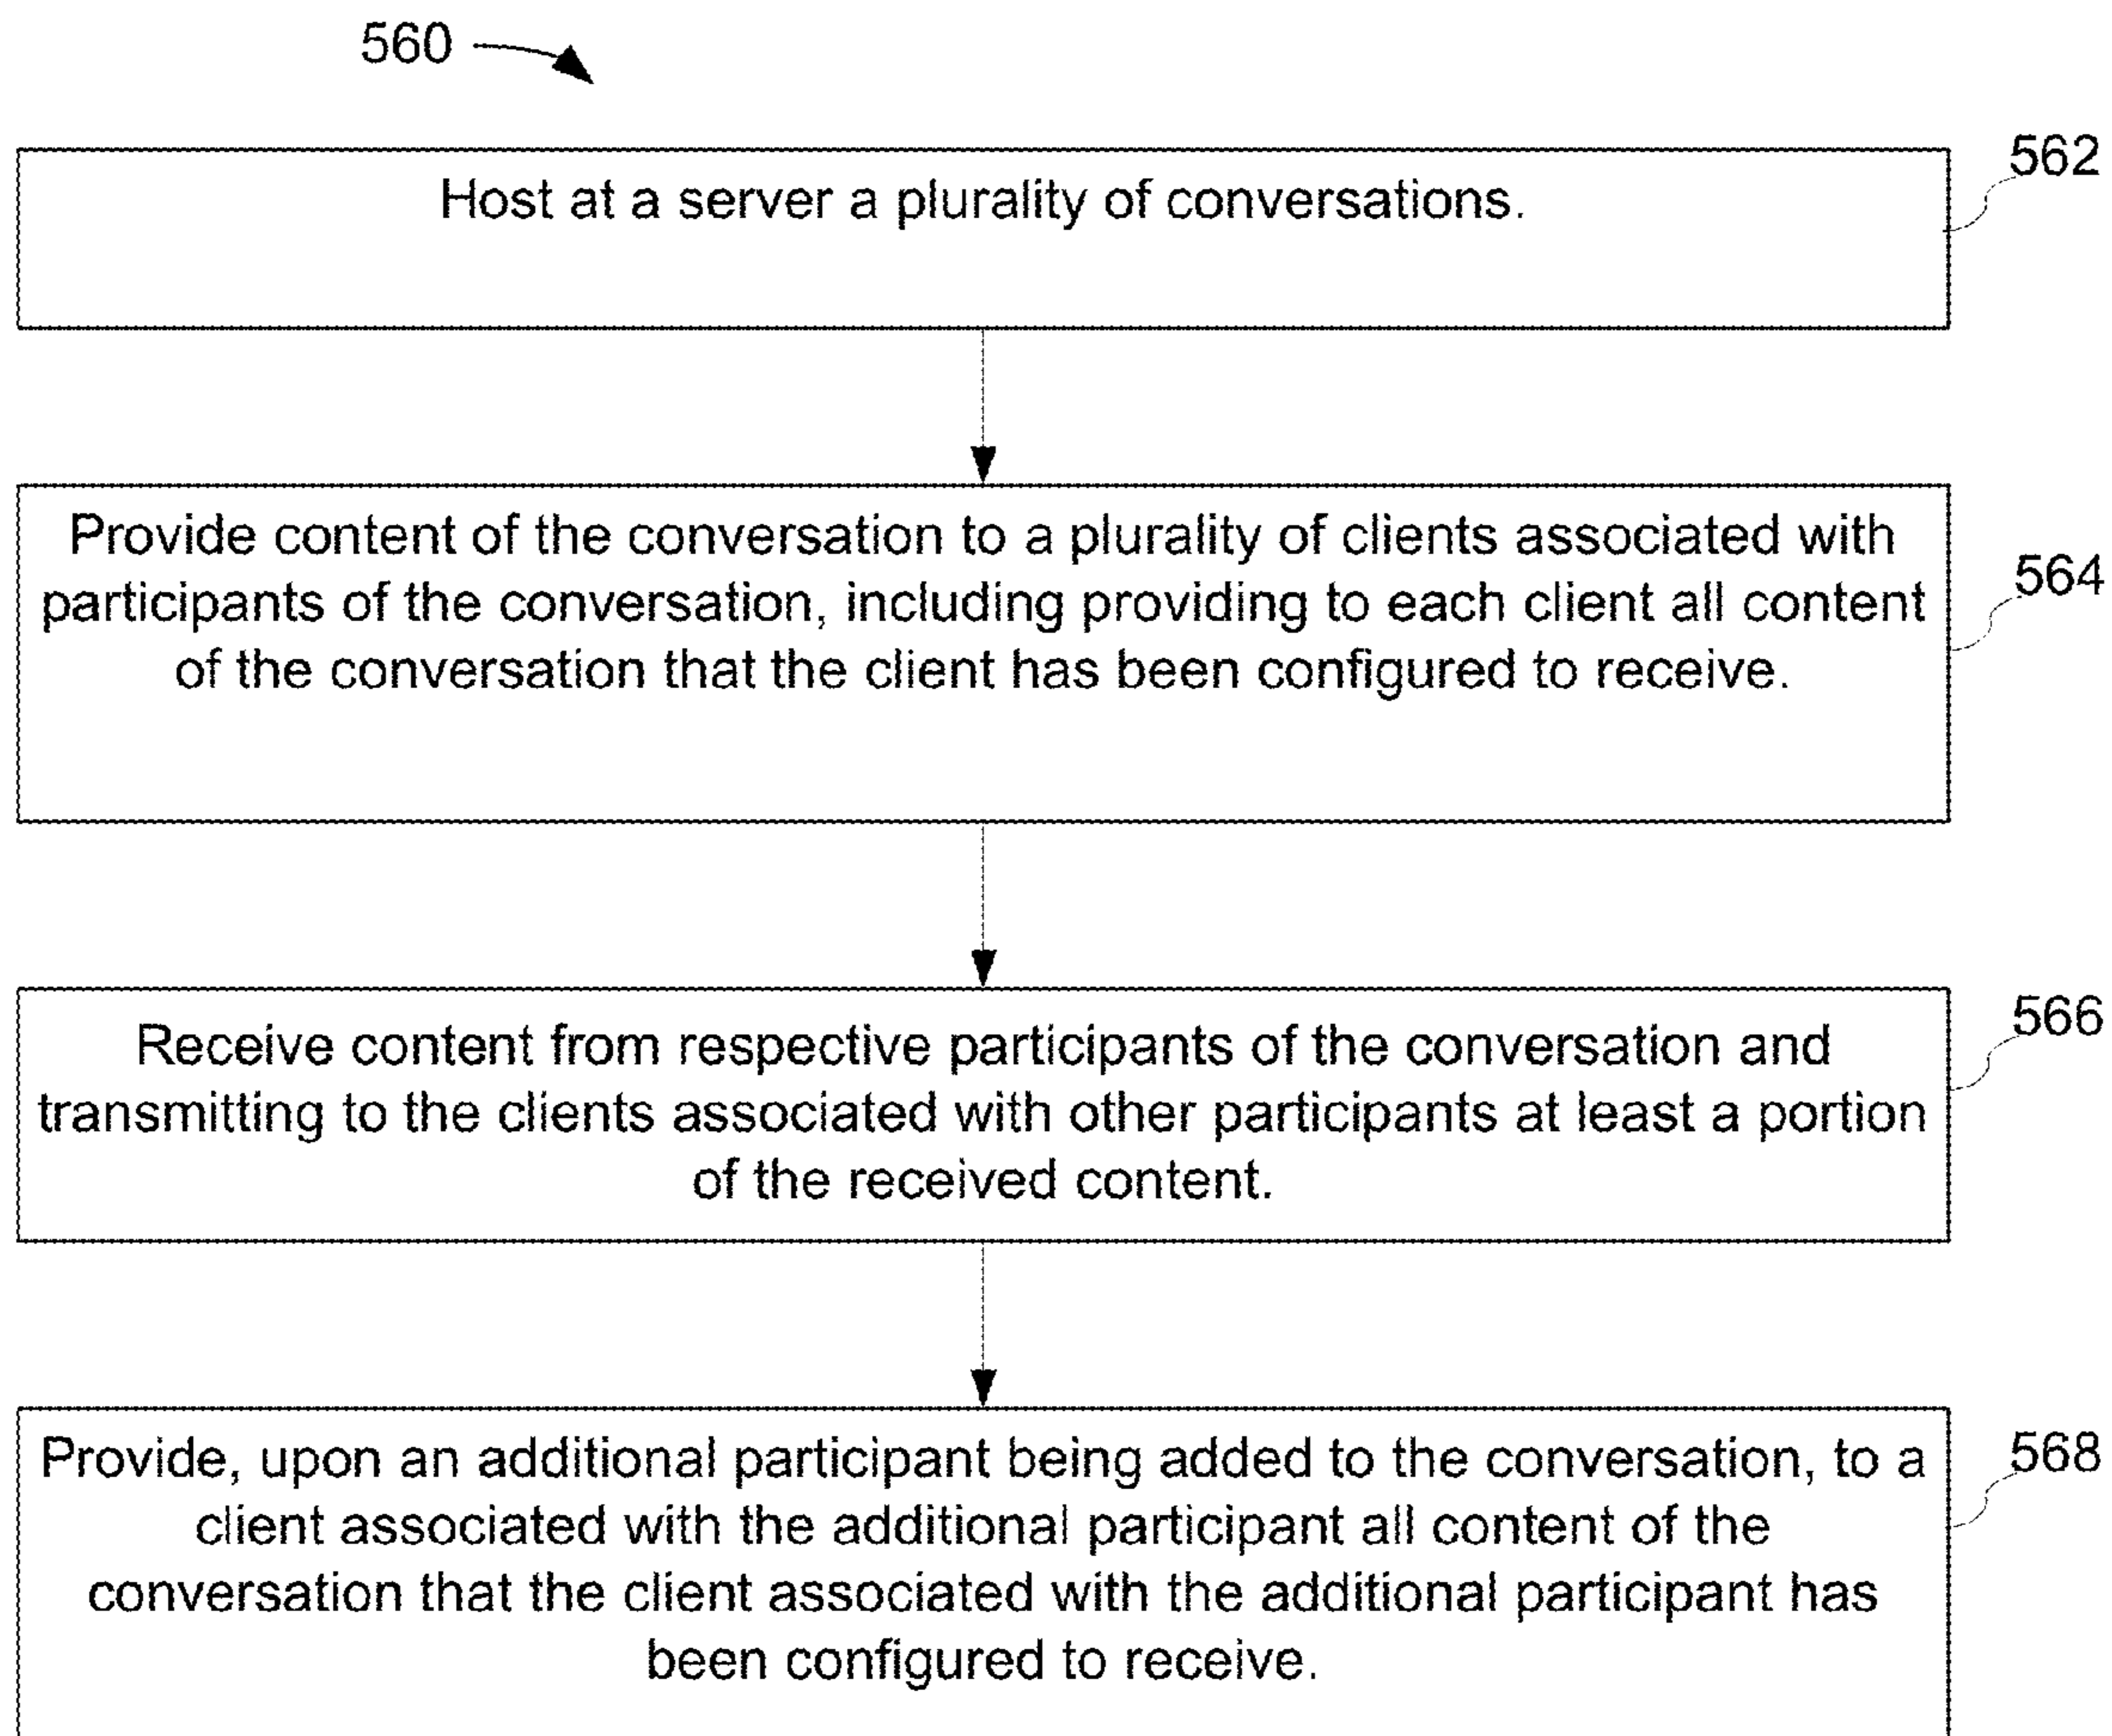 560
562
Host at a server a plurality of conversations.
564
Provide content of the conversation to a plurality of clients associated with
participants of the conversation, including providing to each client all content
of the conversation that the client has been configured to receive.
566
Receive content from respective participants of the conversation and
transmitting to the clients associated with other participants at least a portion
of the received content.
568
Provide, upon an additional participant being added to the conversation, to a
client associated with the additional participant all content of the
conversation that the client associated with the additional participant has
been configured to receive.